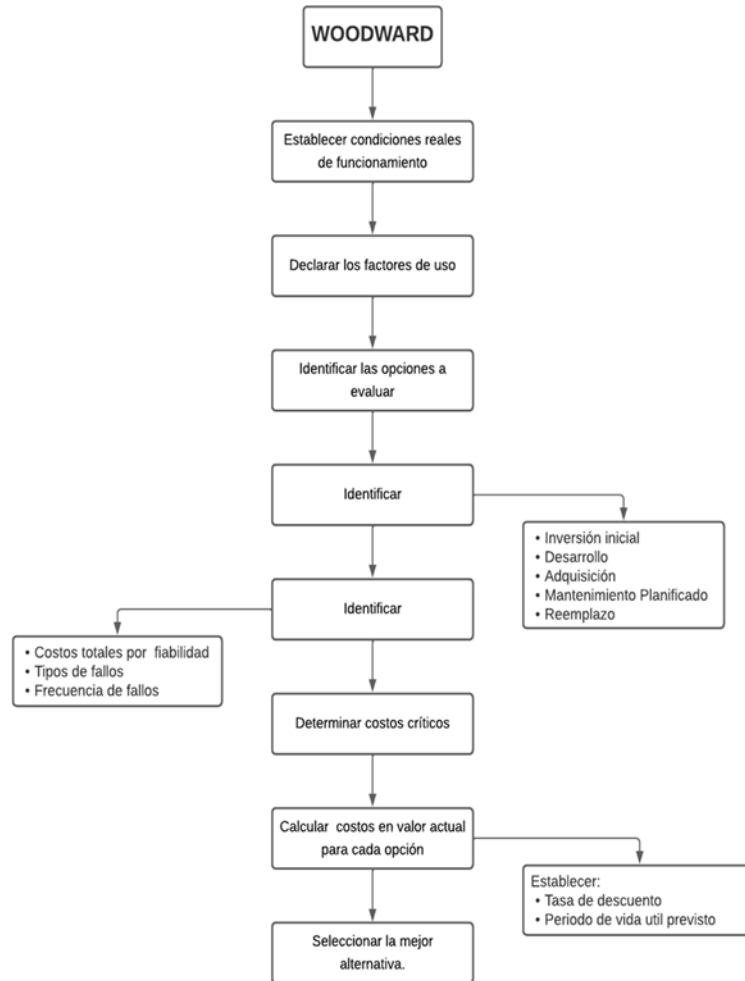 WOODWARD
Establecer condiciones reales
de funcionamiento
Declarar los factores de uso
Identificar las opciones a
evaluar
Identificar
• Inversión inicial
• Desarrollo
• Adquisición
• Mantenimiento Planificado
• Reemplazo
Identificar
• Costos totales por fiabilidad
• Tipos de fallos
• Frecuencia de fallos
Determinar costos críticos
Calcular costos en valor actual
para cada opción
Establecer:
• Tasa de descuento
• Periodo de vida util previsto
Seleccionar la mejor
alternativa.